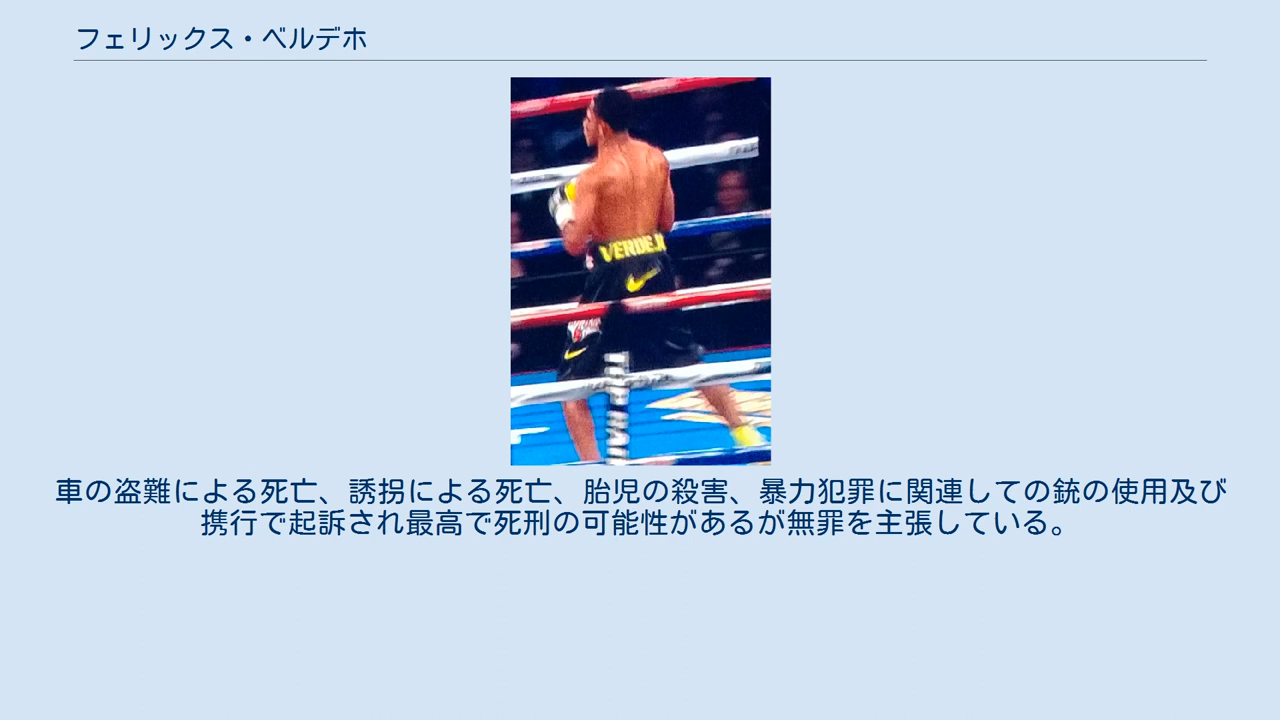 フェリックス・ベルデホ
VERDEJ
車の盗難による死亡、誘拐による死亡、胎児の殺害、暴力犯罪に関連しての銃の使用及び
携行で起訴され最高で死刑の可能性があるが無罪を主張している。